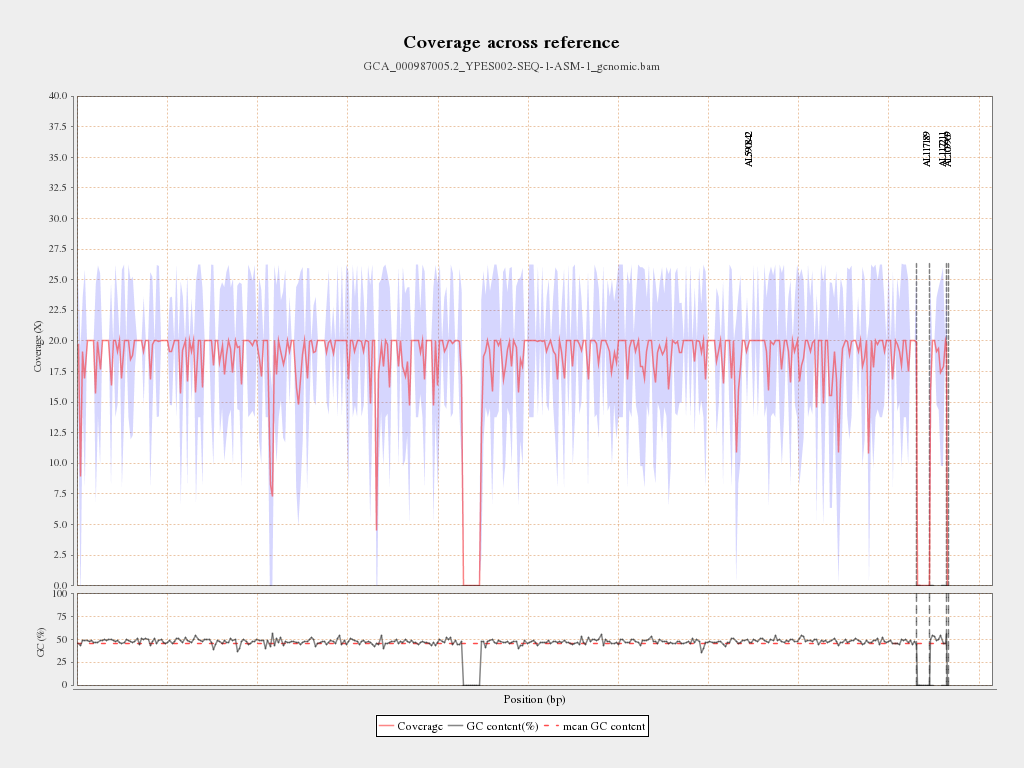 Coverage across reference
GCA_000987005.2_YPES002-SEQ-1-ASM-1_genomic.bam
40.0
37.5
35.0
32.5
30.0
27.5
25.0
22.5
20.0
17.5
15.0
12.5
10.0
7.5
5.0
2.5
0.0
Coverage (X)
AL590842
AL117189
AL117211
AL109969
100
75
50
25
0
GC (%)
Position (bp)
Coverage GC content(%) mean GC content